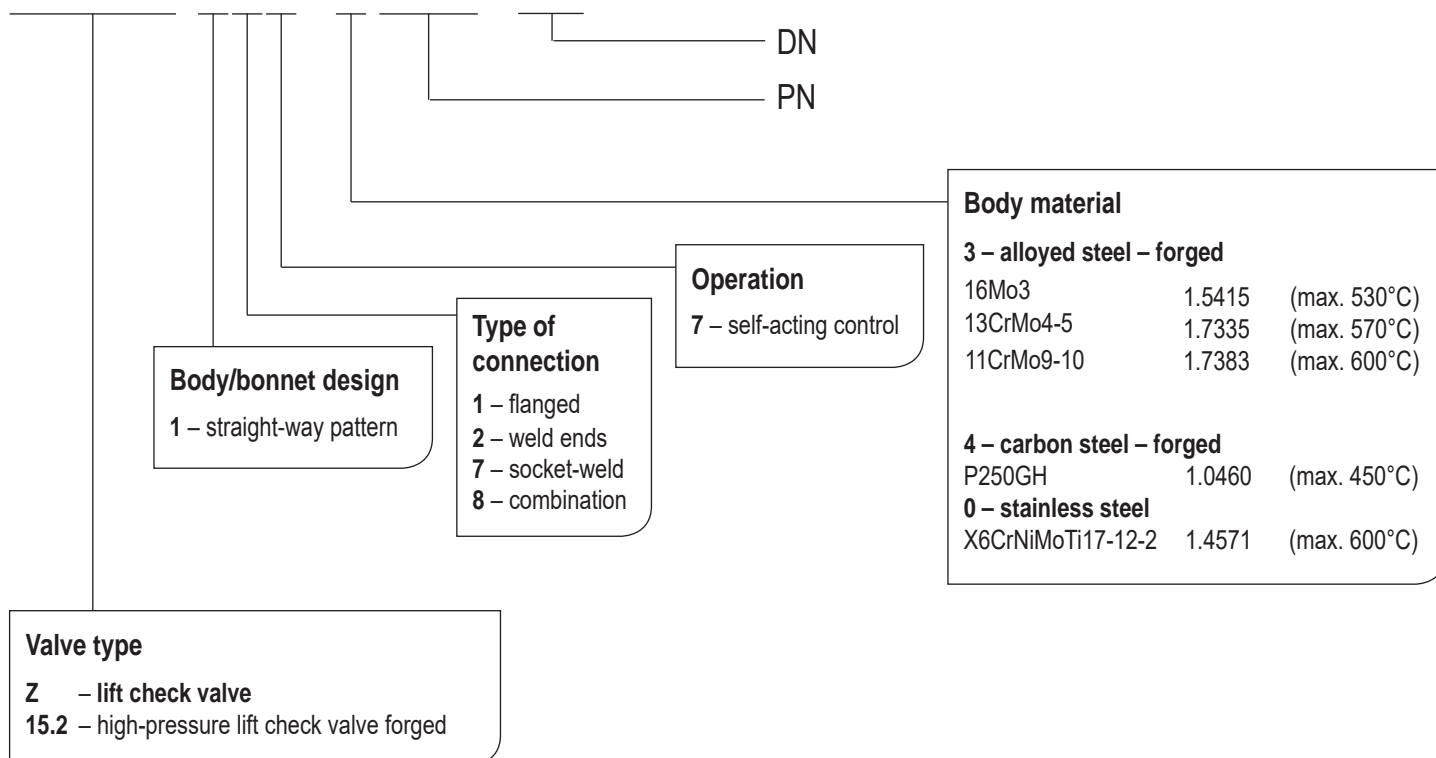 DN
PN
Body material
3 – alloyed steel – forged
16Mo3 1.5415 (max. 530°C)
13CrMo4-5 1.7335 (max. 570°C)
11CrMo9-10 1.7383 (max. 600°C)
4 – carbon steel – forged
P250GH 1.0460 (max. 450°C)
0 – stainless steel
X6CrNiMoTi17-12-2 1.4571 (max. 600°C)
Operation
7 – self-acting control
Type of
connection
1 – flanged
2 – weld ends
7 – socket-weld
8 – combination
Body/bonnet design
1 – straight-way pattern
Valve type
Z – lift check valve
15.2 – high-pressure lift check valve forged